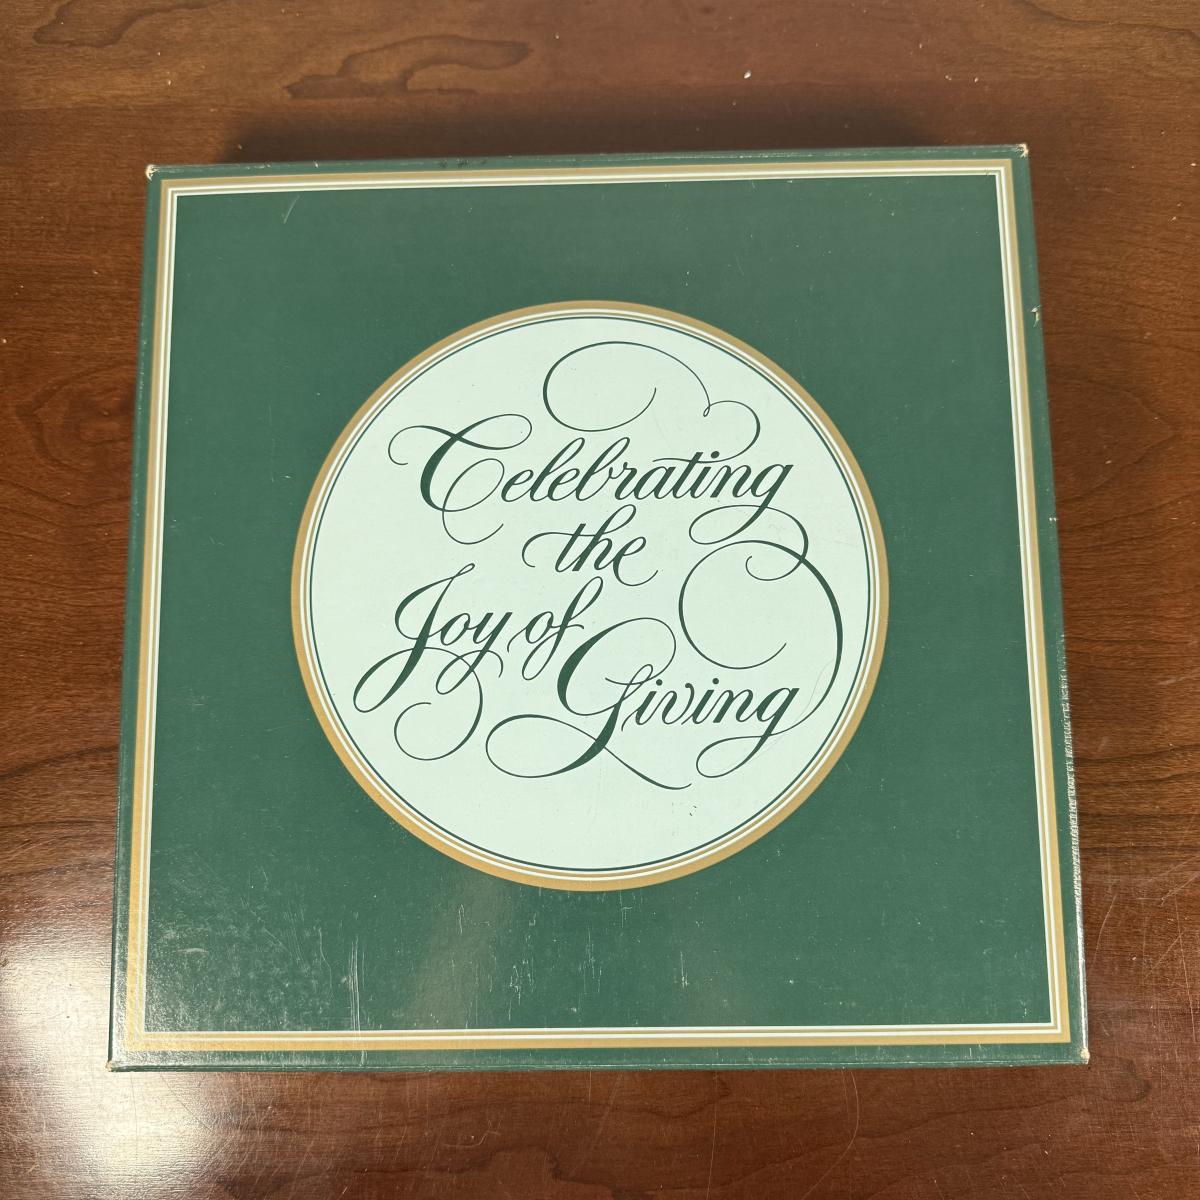 Celebrating
the
Joy of
Giving